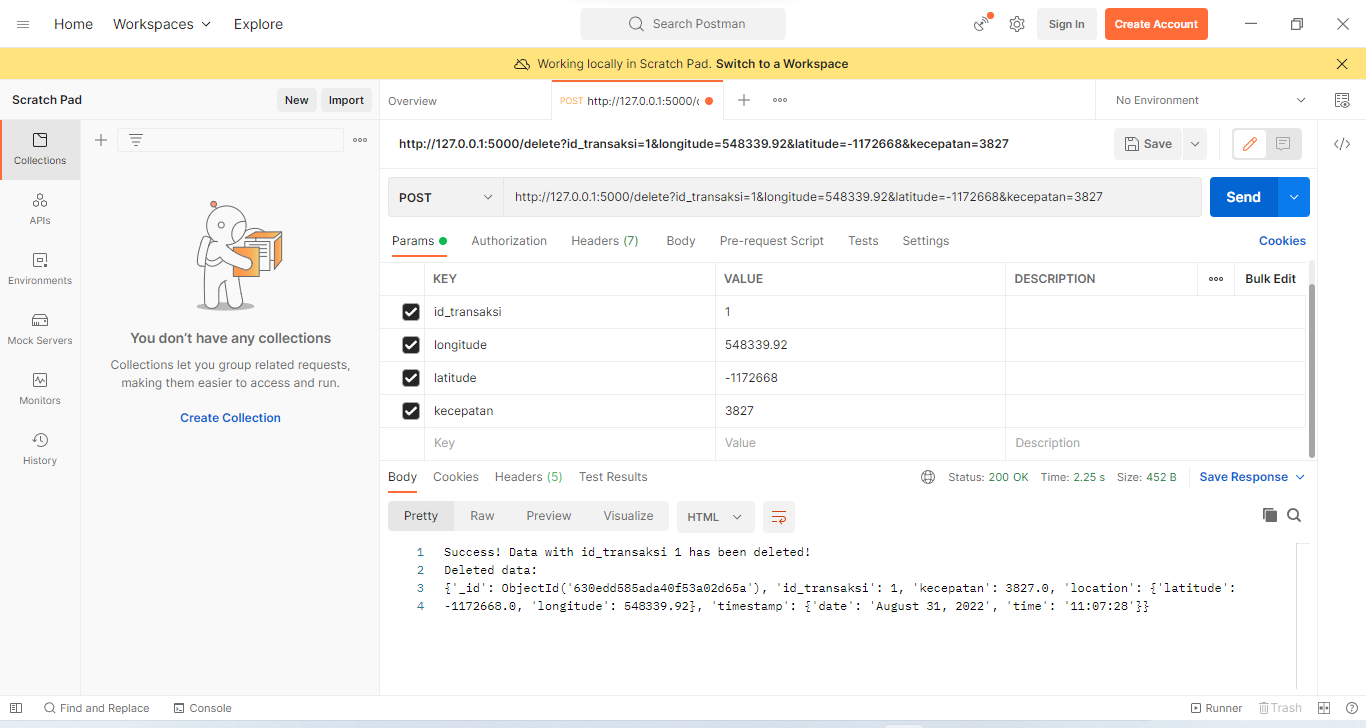 Home Workspaces Explore Search Postman Sign In Create Account
Working locally in Scratch Pad. Switch to a Workspace
Scratch Pad New Import
Overview POST http://127.0.0.1:5000/c No Environment
Collections
APIs
Environments
Mock Servers
Monitors
History
You don't have any collections
Collections let you group related requests,
making them easier to access and run.
Create Collection
http://127.0.0.1:5000/delete?id_transaksi=1&longitude=548339.92&latitude=-1172668&kecepatan=3827 Save
POST http://127.0.0.1:5000/delete?id_transaksi=1&longitude=548339.92&latitude=-1172668&kecepatan=3827 Send
Params Authorization Headers (7) Body Pre-request Script Tests Settings Cookies
KEY VALUE DESCRIPTION Bulk Edit
id_transaksi 1
longitude 548339.92
latitude -1172668
kecepatan 3827
Key Value Description
Body Cookies Headers (5) Test Results Status: 200 OK Time: 2.25 s Size: 452 B Save Response
Pretty Raw Preview Visualize HTML
1 Success! Data with id_transaksi 1 has been deleted!
2 Deleted data:
3 {'_id': ObjectId('630edd585ada40f53a02d65a'), 'id_transaksi': 1, 'kecepatan': 3827.0, 'location': {'latitude':
4 -1172668.0, 'longitude': 548339.92}, 'timestamp': {'date': 'August 31, 2022', 'time': '11:07:28'}}
Find and Replace Console Runner Trash